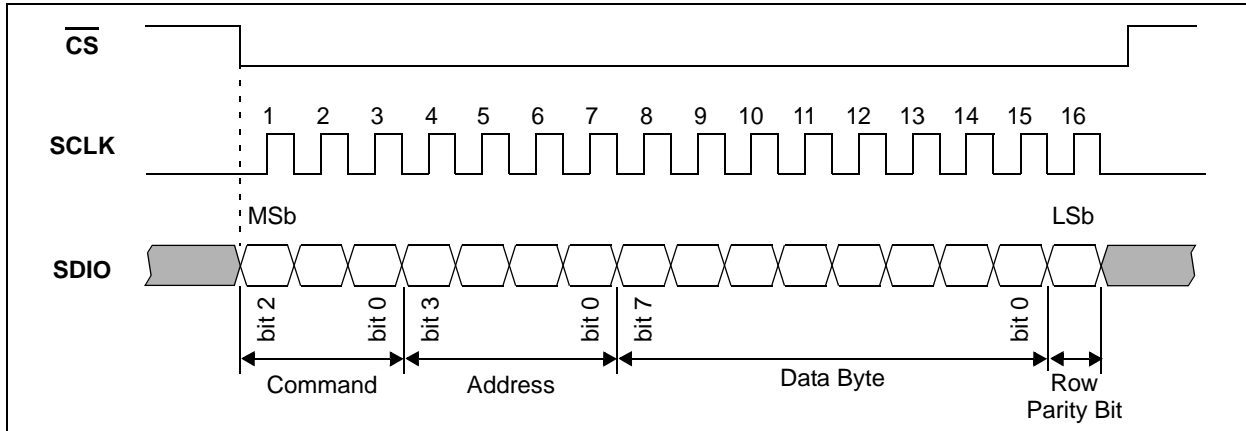 CS
1 2 3 4 5 6 7 8 9 10 11 12 13 14 15 16
SCLK
MSb LSb
SDIO
bit 2 bit 0 bit 3 bit 0 bit 7 bit 0
Command Address Data Byte Row
Parity Bit